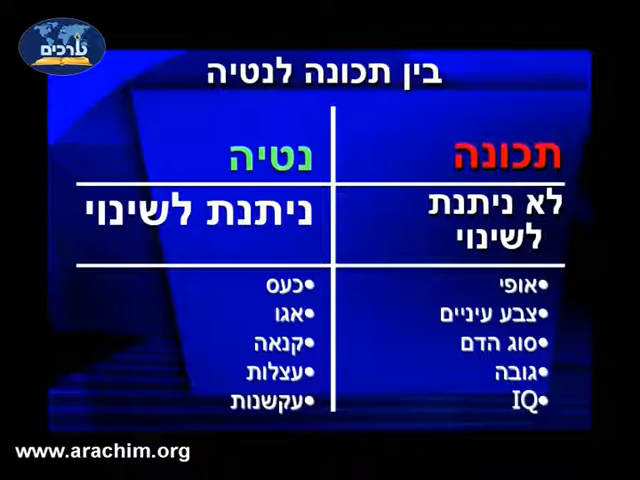 ערכים
בין תכונה לנטיה
תכונה
נטיה
לא ניתנת
לשינוי
ניתנת לשינוי
•אופי
•צבע עיניים
•סוג הדם
•גובה
•IQ
•כעס
•אגו
•קנאה
•עצלות
•עקשנות
www.arachim.org